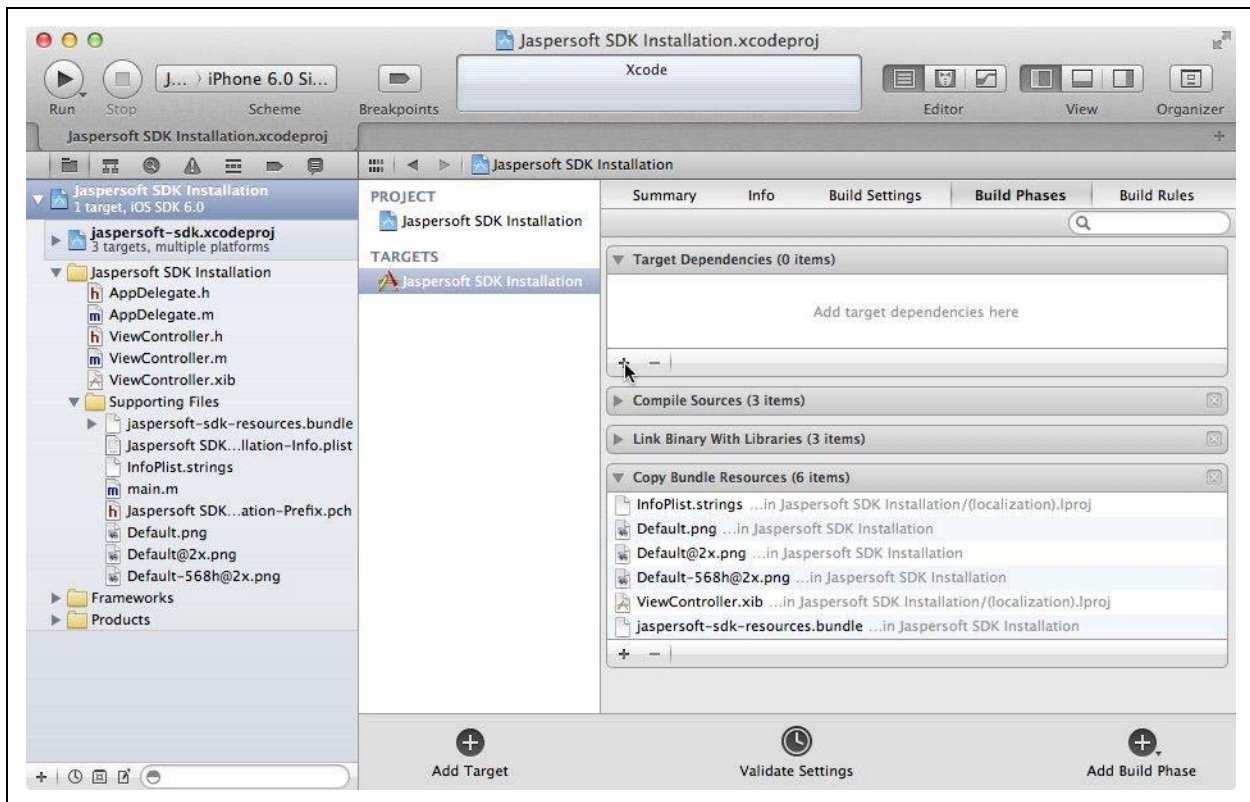 Jaspersoft SDK Installation.xcodeproj
J... › iPhone 6.0 Si...
Xcode
Run
Stop
Scheme
Breakpoints
Editor
View
Organizer
Jaspersoft SDK Installation.xcodeproj
Jaspersoft SDK Installation
1 target, iOS SDK 6.0
jaspersoft-sdk.xcodeproj
3 targets, multiple platforms
Jaspersoft SDK Installation
h AppDelegate.h
m AppDelegate.m
h ViewController.h
m ViewController.m
ViewController.xib
Supporting Files
jaspersoft-sdk-resources.bundle
Jaspersoft SDK...llation-Info.plist
InfoPlist.strings
m main.m
h Jaspersoft SDK...ation-Prefix.pch
Default.png
Default@2x.png
Default-568h@2x.png
Frameworks
Products
Jaspersoft SDK Installation
PROJECT
Jaspersoft SDK Installation
TARGETS
Jaspersoft SDK Installation
Summary
Info
Build Settings
Build Phases
Build Rules
Target Dependencies (0 items)
Add target dependencies here
Compile Sources (3 items)
Link Binary With Libraries (3 items)
Copy Bundle Resources (6 items)
InfoPlist.strings ...in Jaspersoft SDK Installation/(localization).lproj
Default.png ...in Jaspersoft SDK Installation
Default@2x.png ...in Jaspersoft SDK Installation
Default-568h@2x.png ...in Jaspersoft SDK Installation
ViewController.xib ...in Jaspersoft SDK Installation/(localization).lproj
jaspersoft-sdk-resources.bundle ...in Jaspersoft SDK Installation
Add Target
Validate Settings
Add Build Phase